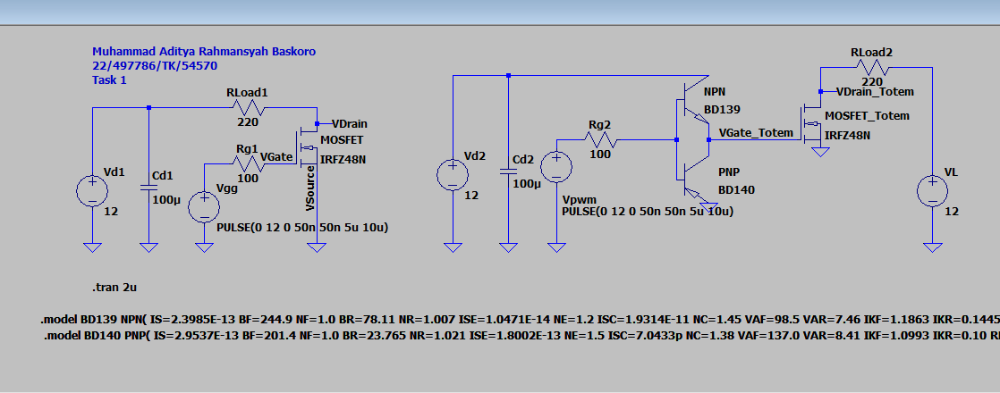 Muhammad Aditya Rahmansyah Baskoro
22/497786/TK/54570
Task 1
RLoad1
220
VDrain
MOSFET
IRFZ48N
Rg1
100
VGate
VSource
Vd1
12
Cd1
100µ
Vgg
PULSE(0 12 0 50n 50n 5u 10u)
NPN
BD139
Rg2
100
VGate_Totem
Vd2
12
Cd2
100µ
PNP
BD140
Vpwm
PULSE(0 12 0 50n 50n 5u 10u)
RLoad2
220
VDrain_Totem
MOSFET_Totem
IRFZ48N
VL
12
.tran 2u
.model BD139 NPN( IS=2.3985E-13 BF=244.9 NF=1.0 BR=78.11 NR=1.007 ISE=1.0471E-14 NE=1.2 ISC=1.9314E-11 NC=1.45 VAF=98.5 VAR=7.46 IKF=1.1863 IKR=0.1445
.model BD140 PNP( IS=2.9537E-13 BF=201.4 NF=1.0 BR=23.765 NR=1.021 ISE=1.8002E-13 NE=1.5 ISC=7.0433p NC=1.38 VAF=137.0 VAR=8.41 IKF=1.0993 IKR=0.10